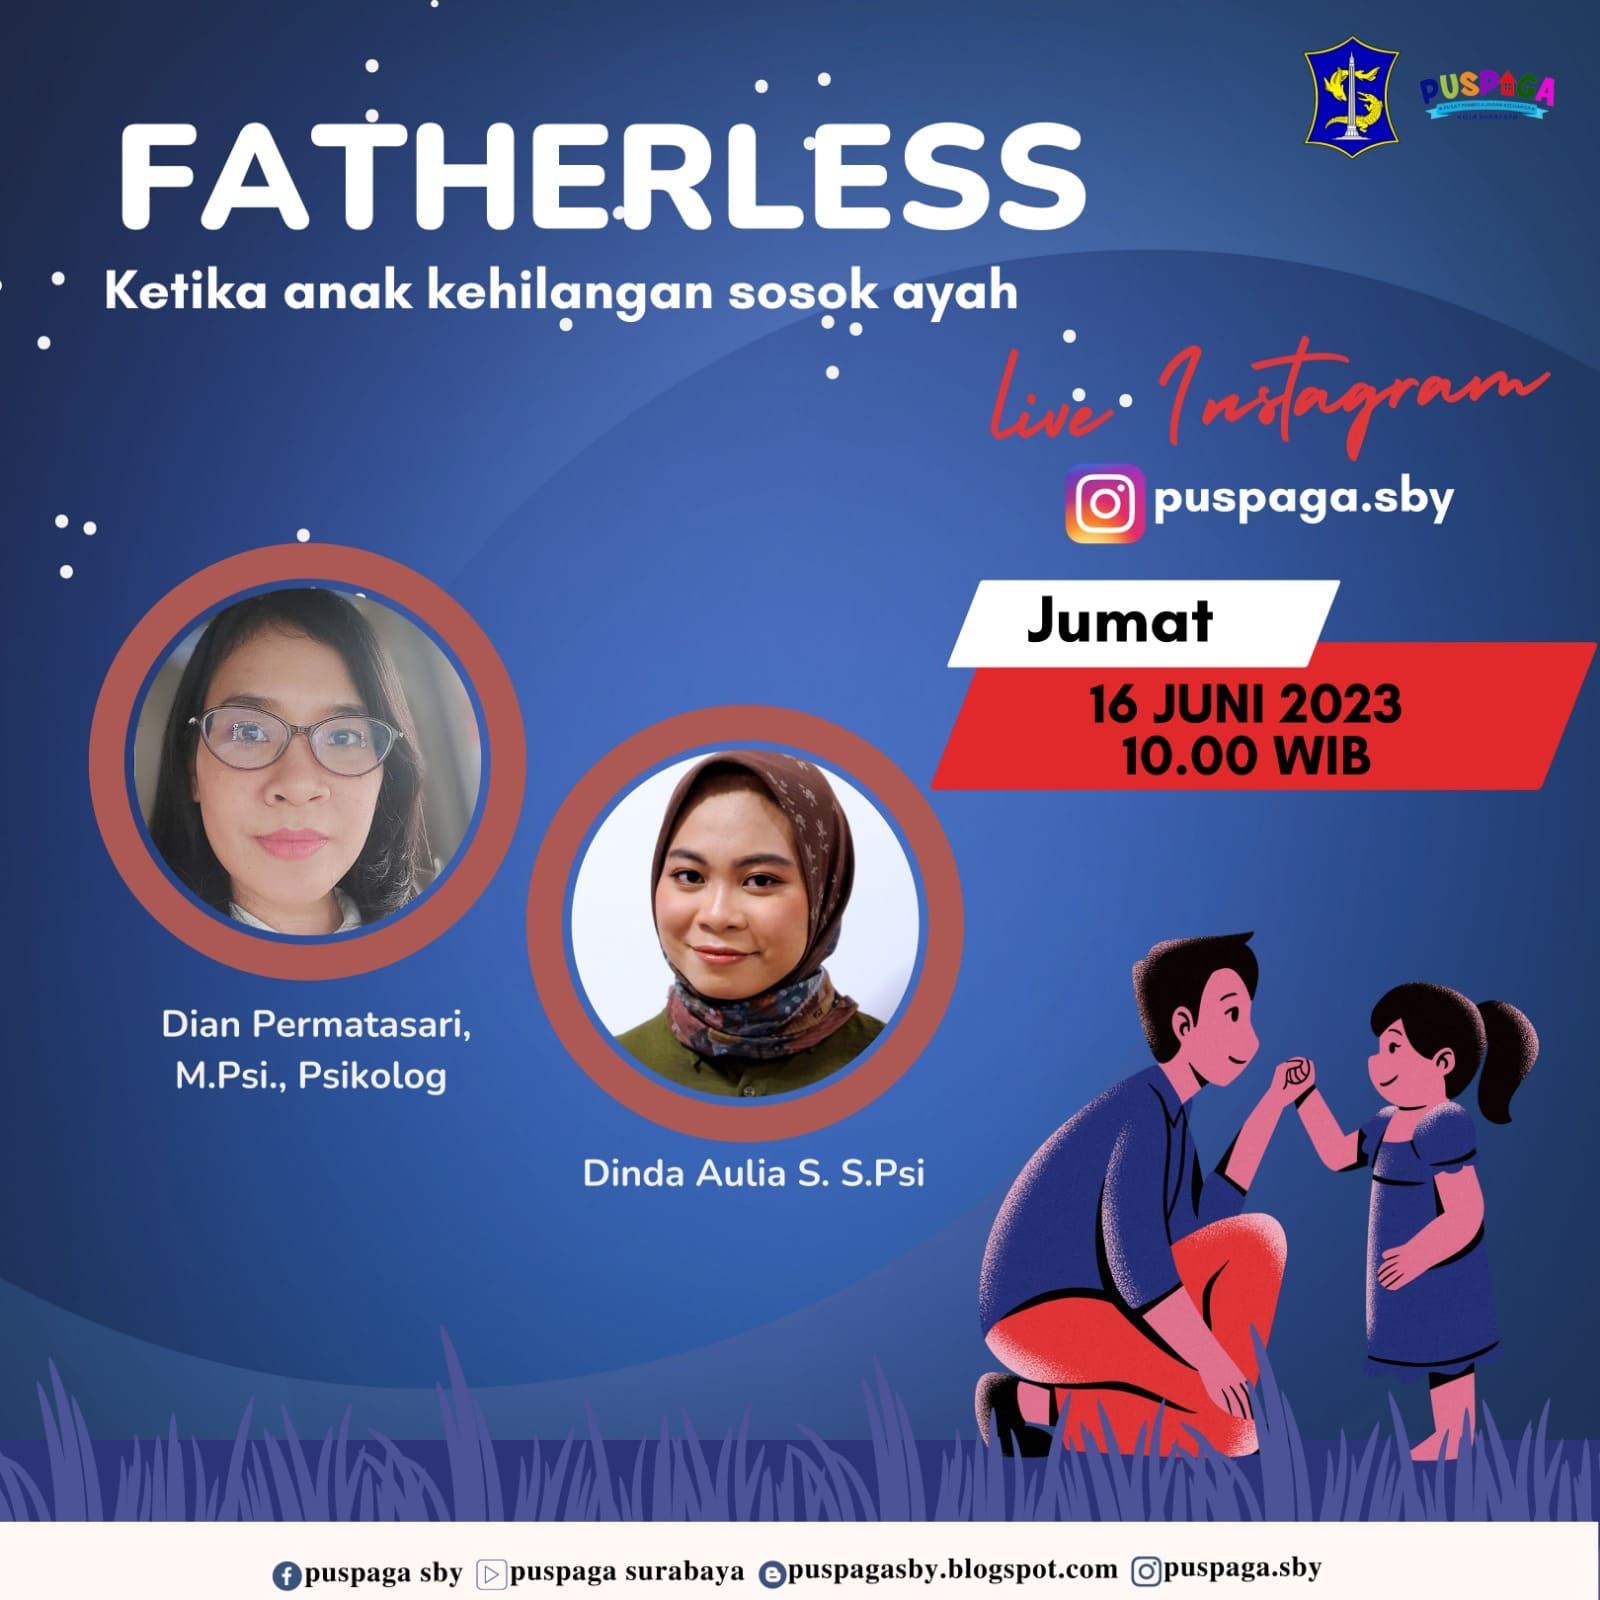 PUSPAGA
FATHERLESS
Ketika anak kehilangan sosok ayah
Live Instagram
puspaga.sby
Jumat
16 JUNI 2023
10.00 WIB
Dian Permatasari,
M.Psi., Psikolog
Dinda Aulia S. S.Psi
puspaga sby puspaga surabaya puspagasby.blogspot.com puspaga.sby